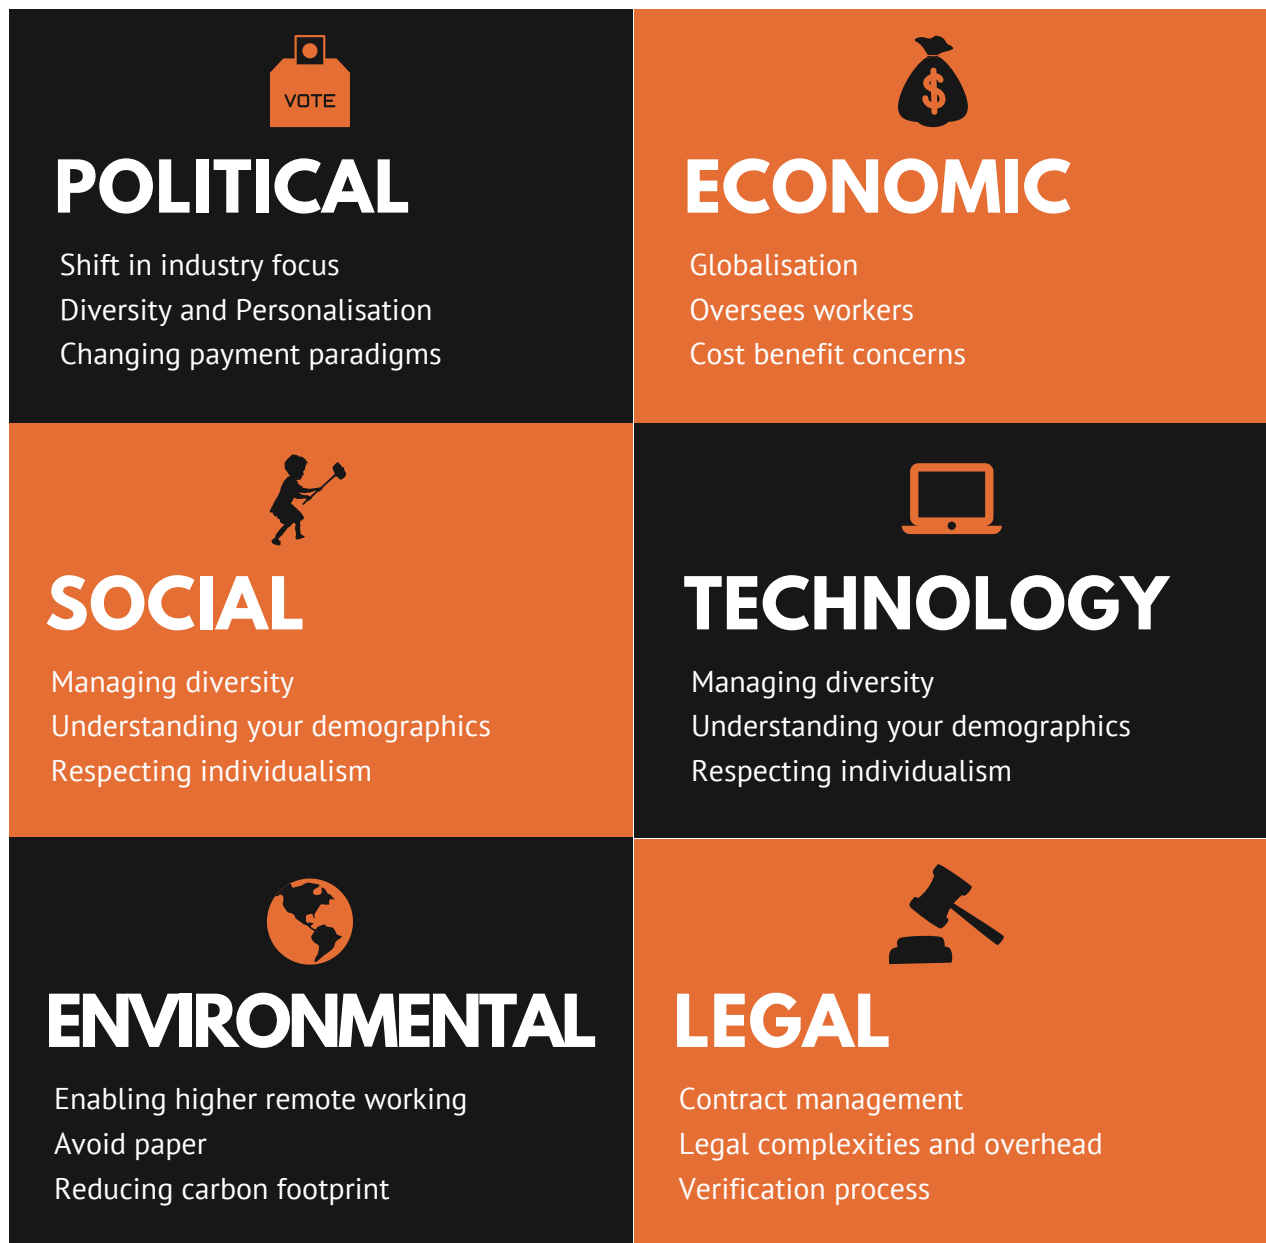 VOTE
POLITICAL
Shift in industry focus
Diversity and Personalisation
Changing payment paradigms
$
ECONOMIC
Globalisation
Oversees workers
Cost benefit concerns
SOCIAL
Managing diversity
Understanding your demographics
Respecting individualism
TECHNOLOGY
Managing diversity
Understanding your demographics
Respecting individualism
ENVIRONMENTAL
Enabling higher remote working
Avoid paper
Reducing carbon footprint
LEGAL
Contract management
Legal complexities and overhead
Verification process